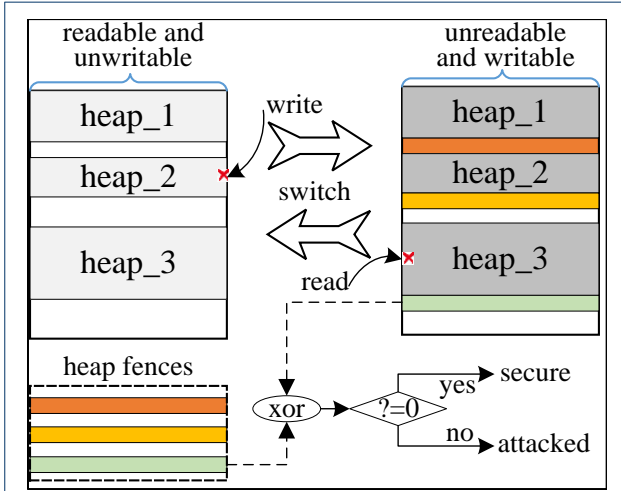 readable and
unwritable
unreadable
and writable
heap_1
heap_2
heap_3
write
switch
read
heap_1
heap_2
heap_3
heap fences
xor
?=0
yes
secure
no
attacked